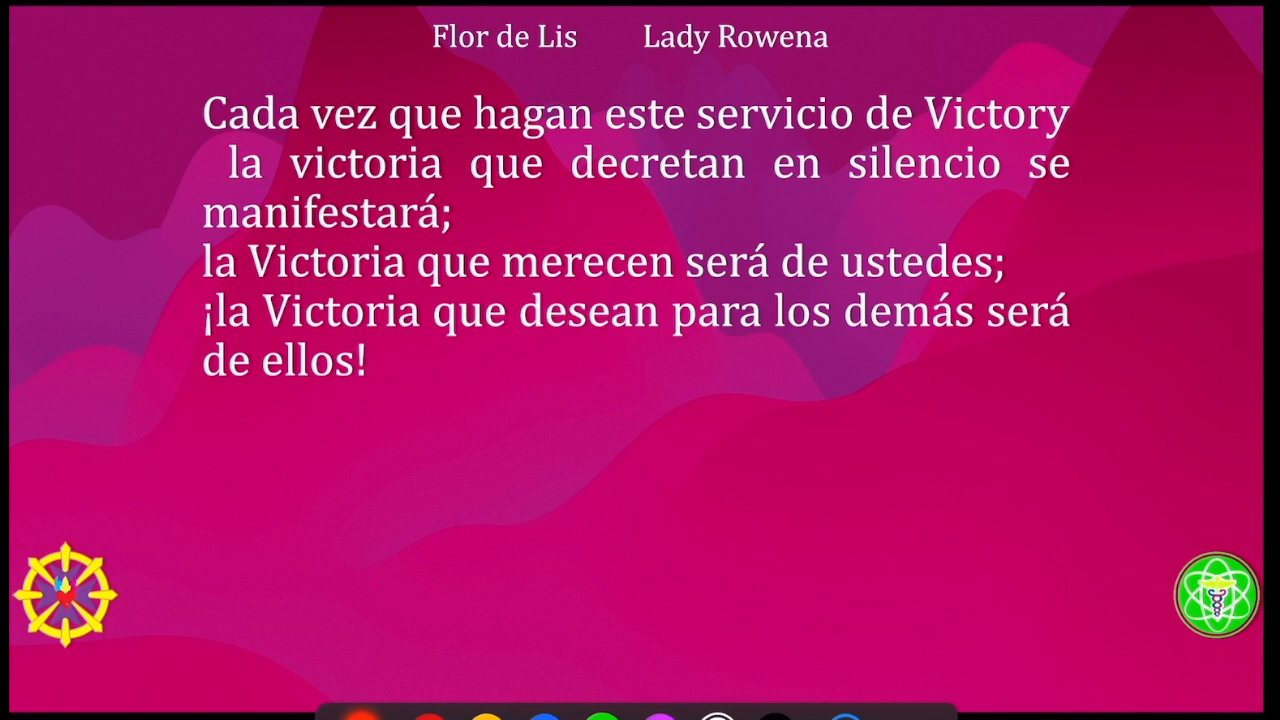 Flor de Lis Lady Rowena
Cada vez que hagan este servicio de Victory
la victoria que decretan en silencio se
manifestará;
la Victoria que merecen será de ustedes;
¡la Victoria que desean para los demás será
de ellos!